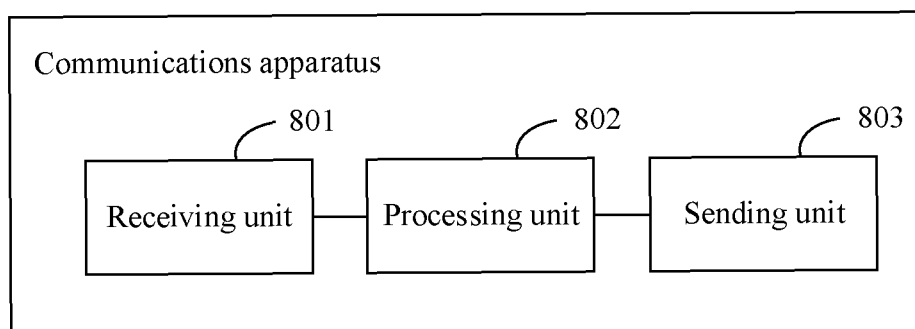 Communications apparatus
801
802
803
Receiving unit
Processing unit
Sending unit